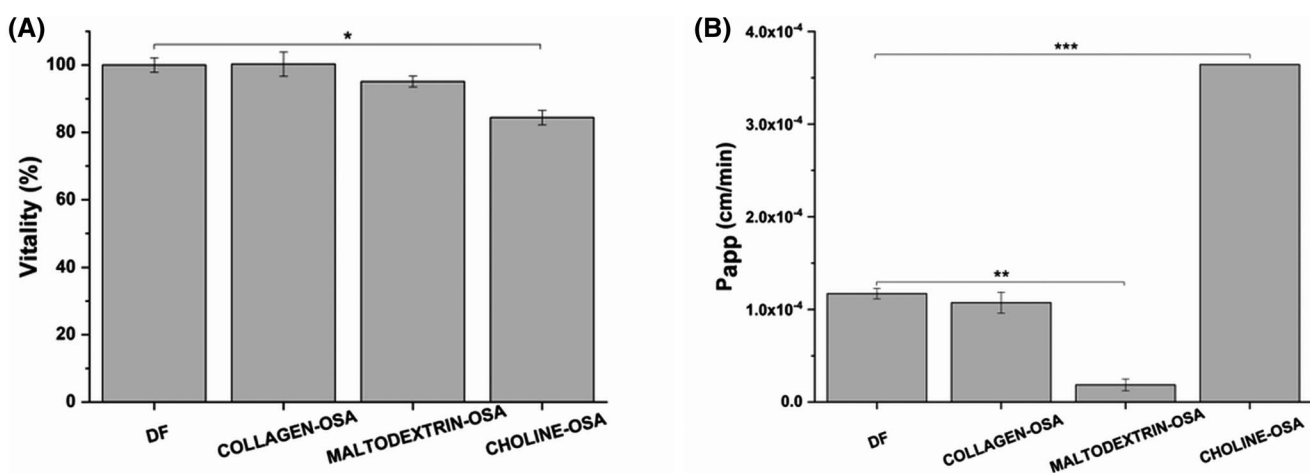 (A)
*
100
80
60
40
20
0
Vitality (%)
DF
COLLAGEN-OSA
MALTODEXTRIN-OSA
CHOLINE-OSA
(B)
4.0x10⁻⁴
3.0x10⁻⁴
2.0x10⁻⁴
1.0x10⁻⁴
0.0
Papp (cm/min)
***
**
DF
COLLAGEN-OSA
MALTODEXTRIN-OSA
CHOLINE-OSA